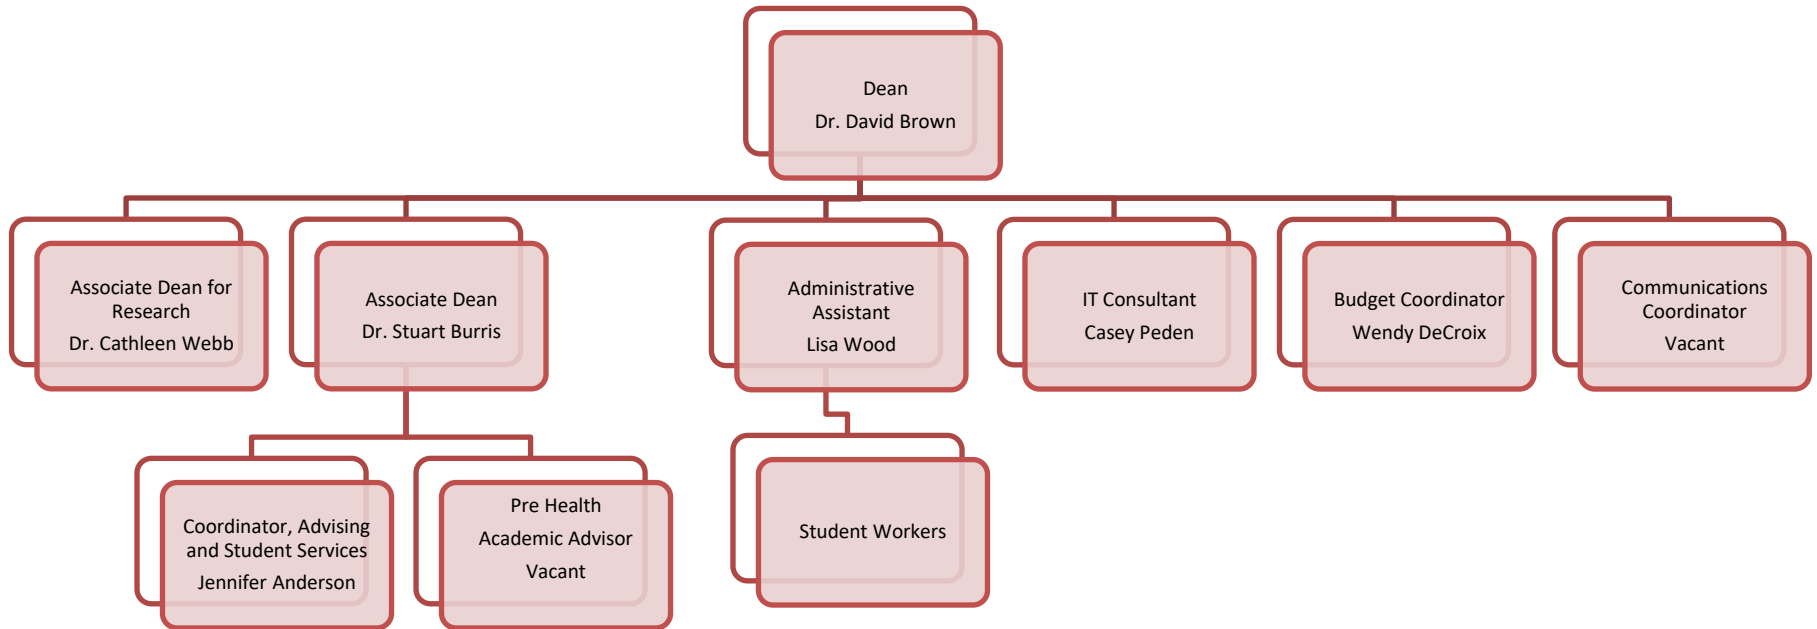 Dean
Dr. David Brown
Associate Dean for
Research
Dr. Cathleen Webb
Associate Dean
Dr. Stuart Burris
Administrative
Assistant
Lisa Wood
IT Consultant
Casey Peden
Budget Coordinator
Wendy DeCroix
Communications
Coordinator
Vacant
Coordinator, Advising
and Student Services
Jennifer Anderson
Pre Health
Academic Advisor
Vacant
Student Workers